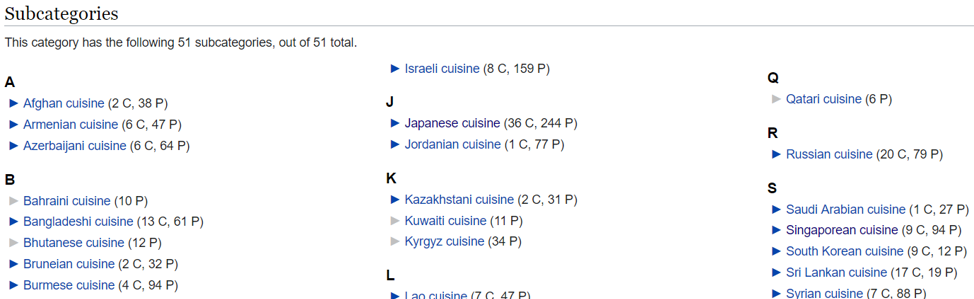 Subcategories
This category has the following 51 subcategories, out of 51 total.
A
► Afghan cuisine (2 C, 38 P)
► Armenian cuisine (6 C, 47 P)
► Azerbaijani cuisine (6 C, 64 P)
B
► Bahraini cuisine (10 P)
► Bangladeshi cuisine (13 C, 61 P)
► Bhutanese cuisine (12 P)
► Bruneian cuisine (2 C, 32 P)
► Burmese cuisine (4 C, 94 P)
► Israeli cuisine (8 C, 159 P)
J
► Japanese cuisine (36 C, 244 P)
► Jordanian cuisine (1 C, 77 P)
K
► Kazakhstani cuisine (2 C, 31 P)
► Kuwaiti cuisine (11 P)
► Kyrgyz cuisine (34 P)
L
► Lao cuisine (7 C, 47 P)
Q
► Qatari cuisine (6 P)
R
► Russian cuisine (20 C, 79 P)
S
► Saudi Arabian cuisine (1 C, 27 P)
► Singaporean cuisine (9 C, 94 P)
► South Korean cuisine (9 C, 12 P)
► Sri Lankan cuisine (17 C, 19 P)
► Syrian cuisine (7 C, 88 P)